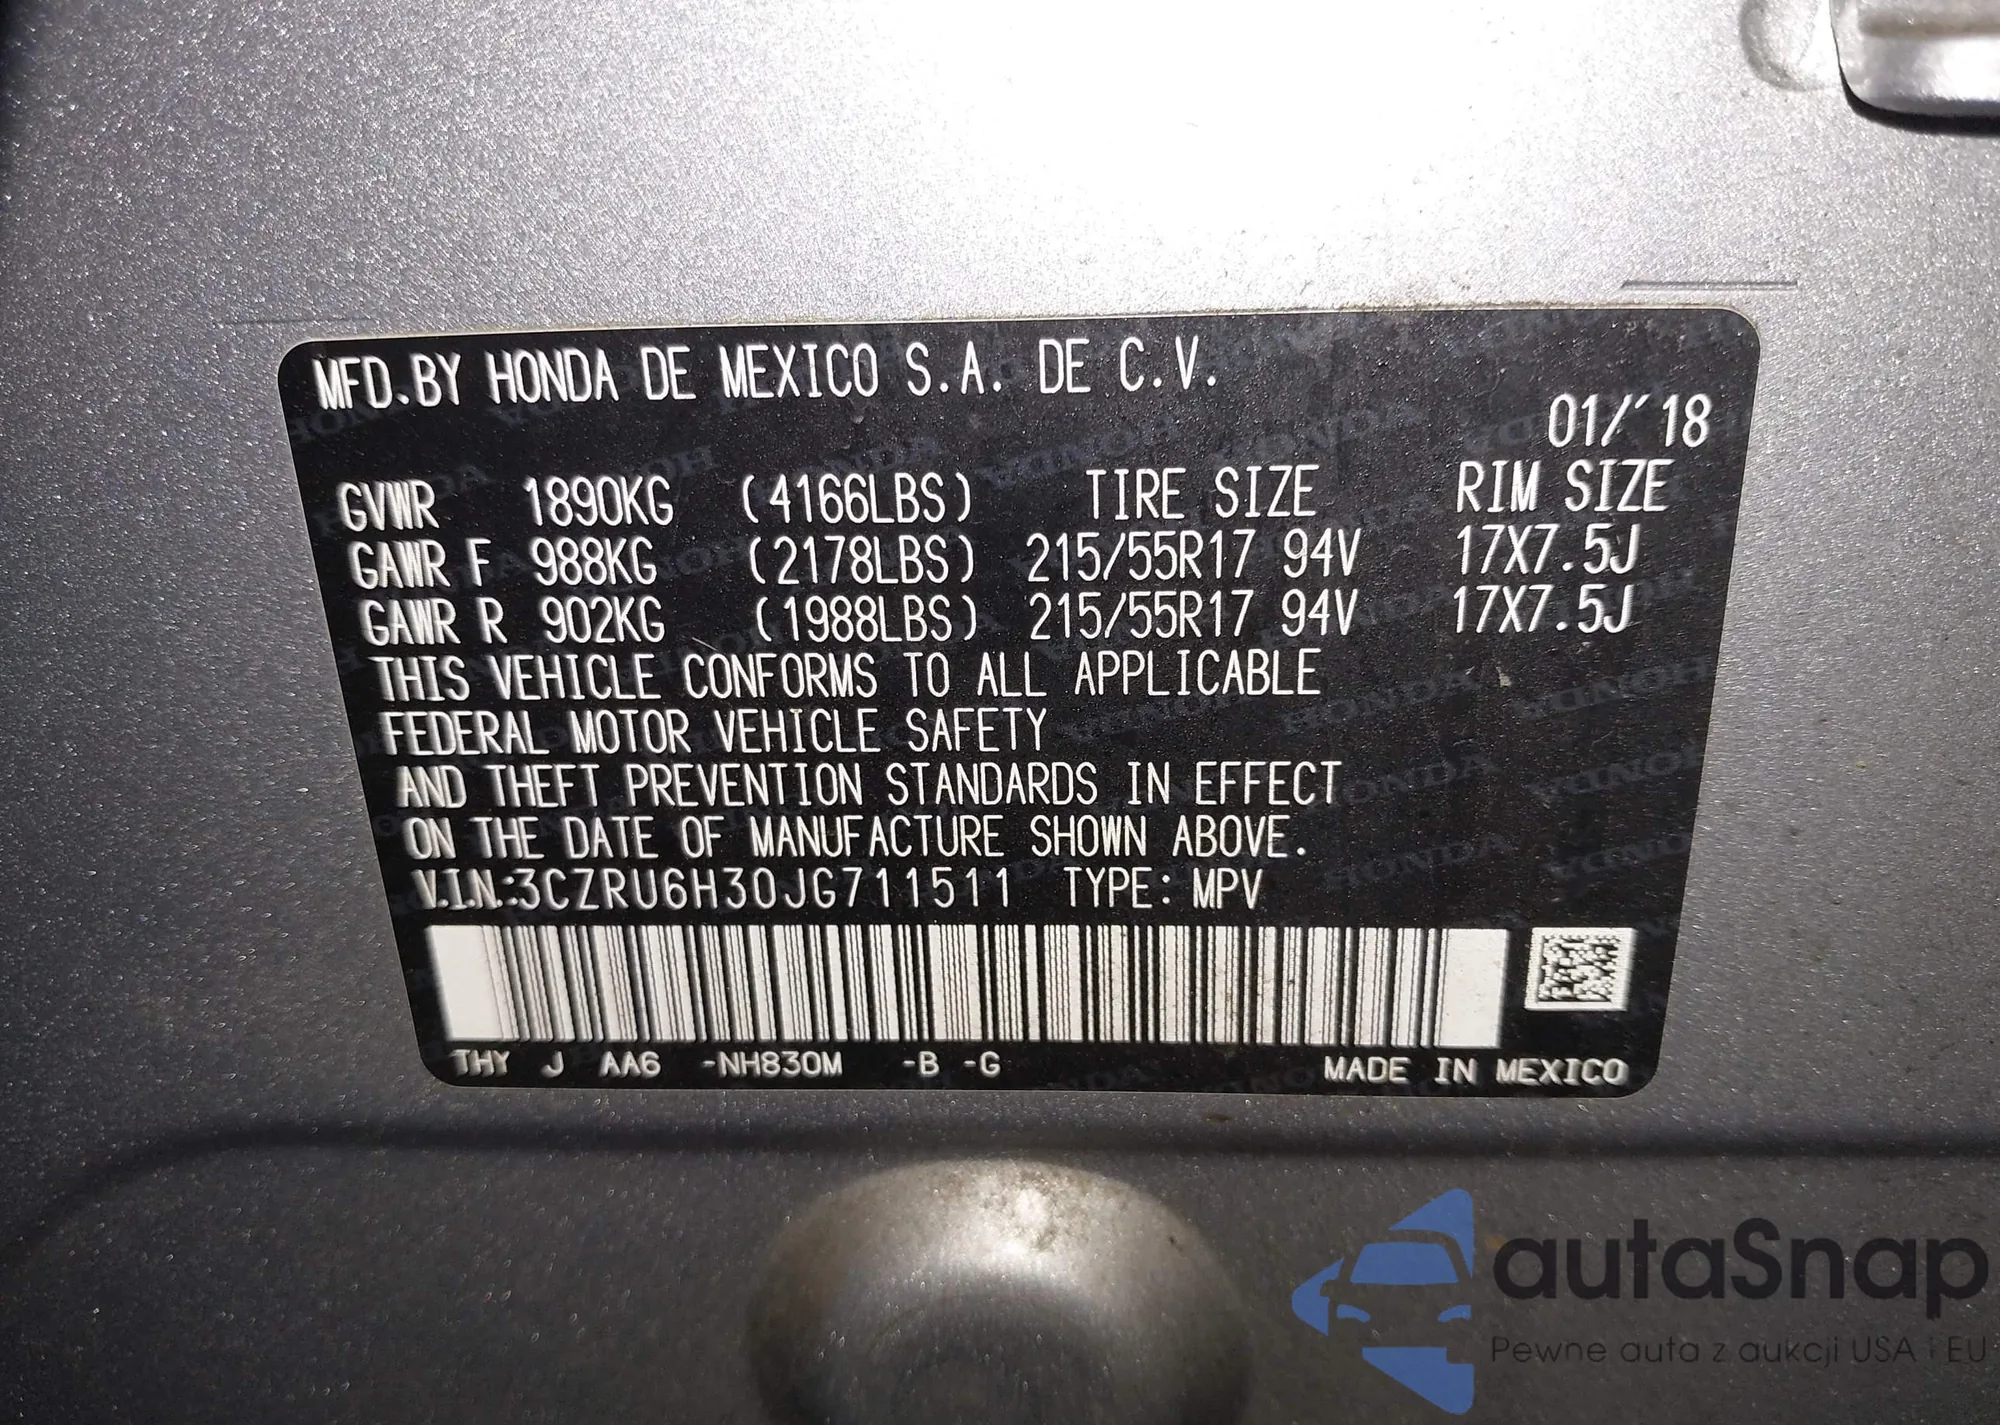 MFD.BY HONDA DE MEXICO S.A. DE C.V.
01/'18
GVWR 1890KG (4166LBS) TIRE SIZE RIM SIZE
GAWR F 988KG (2178LBS) 215/55R17 94V 17X7.5J
GAWR R 902KG (1988LBS) 215/55R17 94V 17X7.5J
THIS VEHICLE CONFORMS TO ALL APPLICABLE
FEDERAL MOTOR VEHICLE SAFETY
AND THEFT PREVENTION STANDARDS IN EFFECT
ON THE DATE OF MANUFACTURE SHOWN ABOVE.
V.I.N.:3CZRU6H30JG711511 TYPE: MPV
THY J AA6 -NH830M -B -G MADE IN MEXICO
autaSnap
Pewne auta z aukcji USA i EU